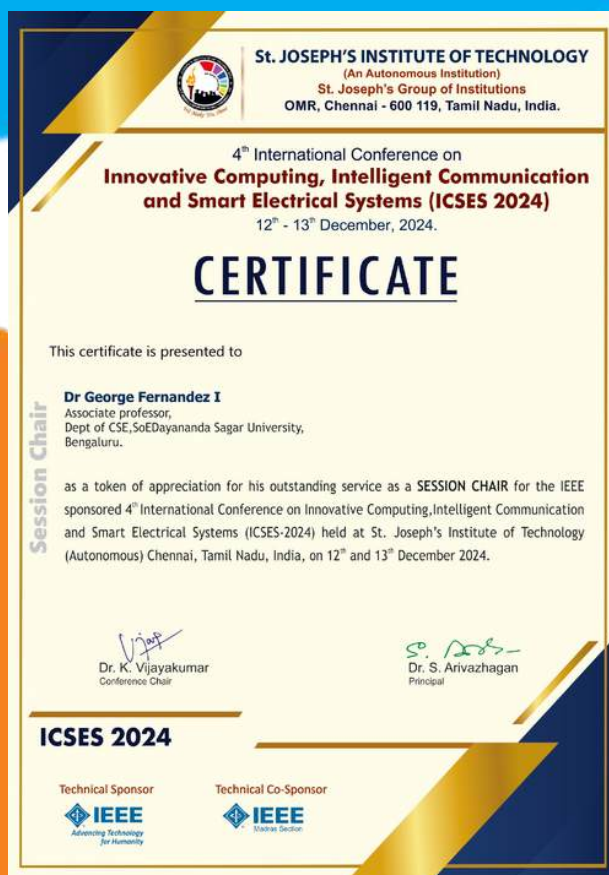 St. JOSEPH'S INSTITUTE OF TECHNOLOGY
(An Autonomous Institution)
St. Joseph's Group of Institutions
OMR, Chennai - 600 119, Tamil Nadu, India.
4th International Conference on
Innovative Computing, Intelligent Communication
and Smart Electrical Systems (ICSES 2024)
12th - 13th December, 2024.
CERTIFICATE
This certificate is presented to
Session Chair
Dr George Fernandez I
Associate professor,
Dept of CSE,SoEDayananda Sagar University,
Bengaluru.
as a token of appreciation for his outstanding service as a SESSION CHAIR for the IEEE
sponsored 4th International Conference on Innovative Computing,Intelligent Communication
and Smart Electrical Systems (ICSES-2024) held at St. Joseph's Institute of Technology
(Autonomous) Chennai, Tamil Nadu, India, on 12th and 13th December 2024.
Dr. K. Vijayakumar
Conference Chair
Dr. S. Arivazhagan
Principal
ICSES 2024
Technical Sponsor
IEEE
Advancing Technology
for Humanity
Technical Co-Sponsor
IEEE
Madras Section